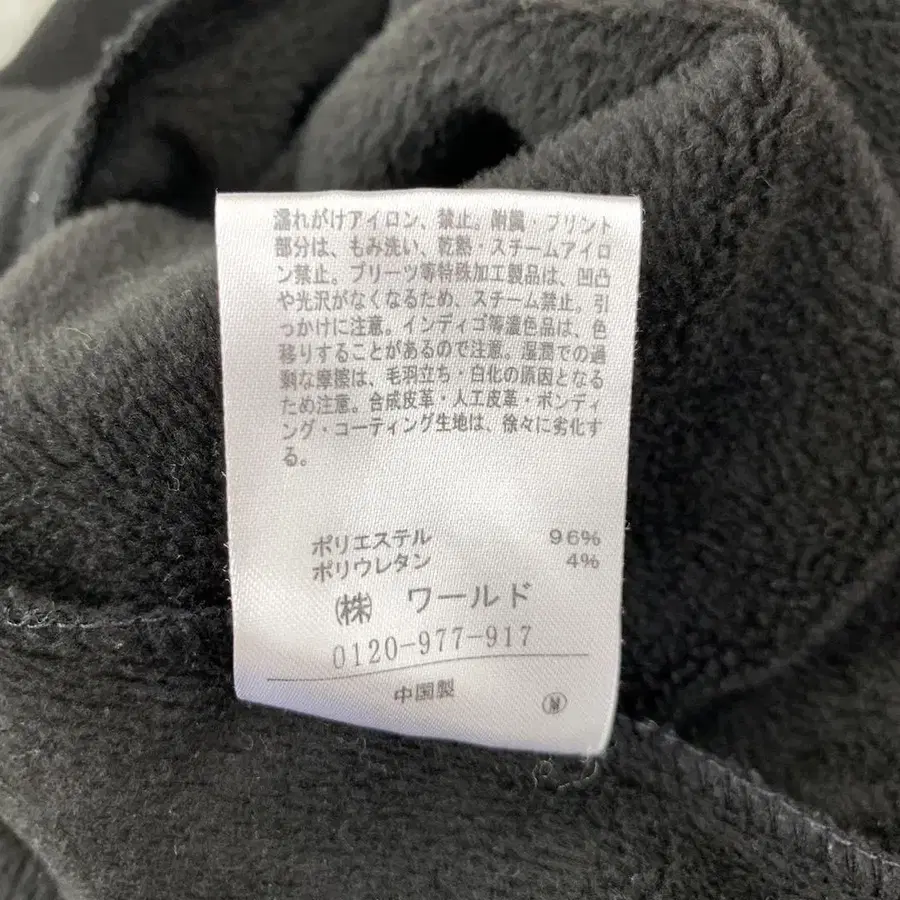 濡れがけアイロン、禁止。附属・プリント
部分は、もみ洗い、乾熱・スチームアイロ
ン禁止。プリーツ等特殊加工製品は、凹凸
や光沢がなくなるため、スチーム禁止。引
っかけに注意。インディゴ等濃色品は、色
移りすることがあるので注意。湿潤での過
剰な摩擦は、毛羽立ち・白化の原因となる
ため注意。合成皮革・人工皮革・ボンディ
ング・コーティング生地は、徐々に劣化す
る。
ポリエステル 96%
ポリウレタン 4%
㈱ ワールド
0120-977-917
中国製 Ⓜ